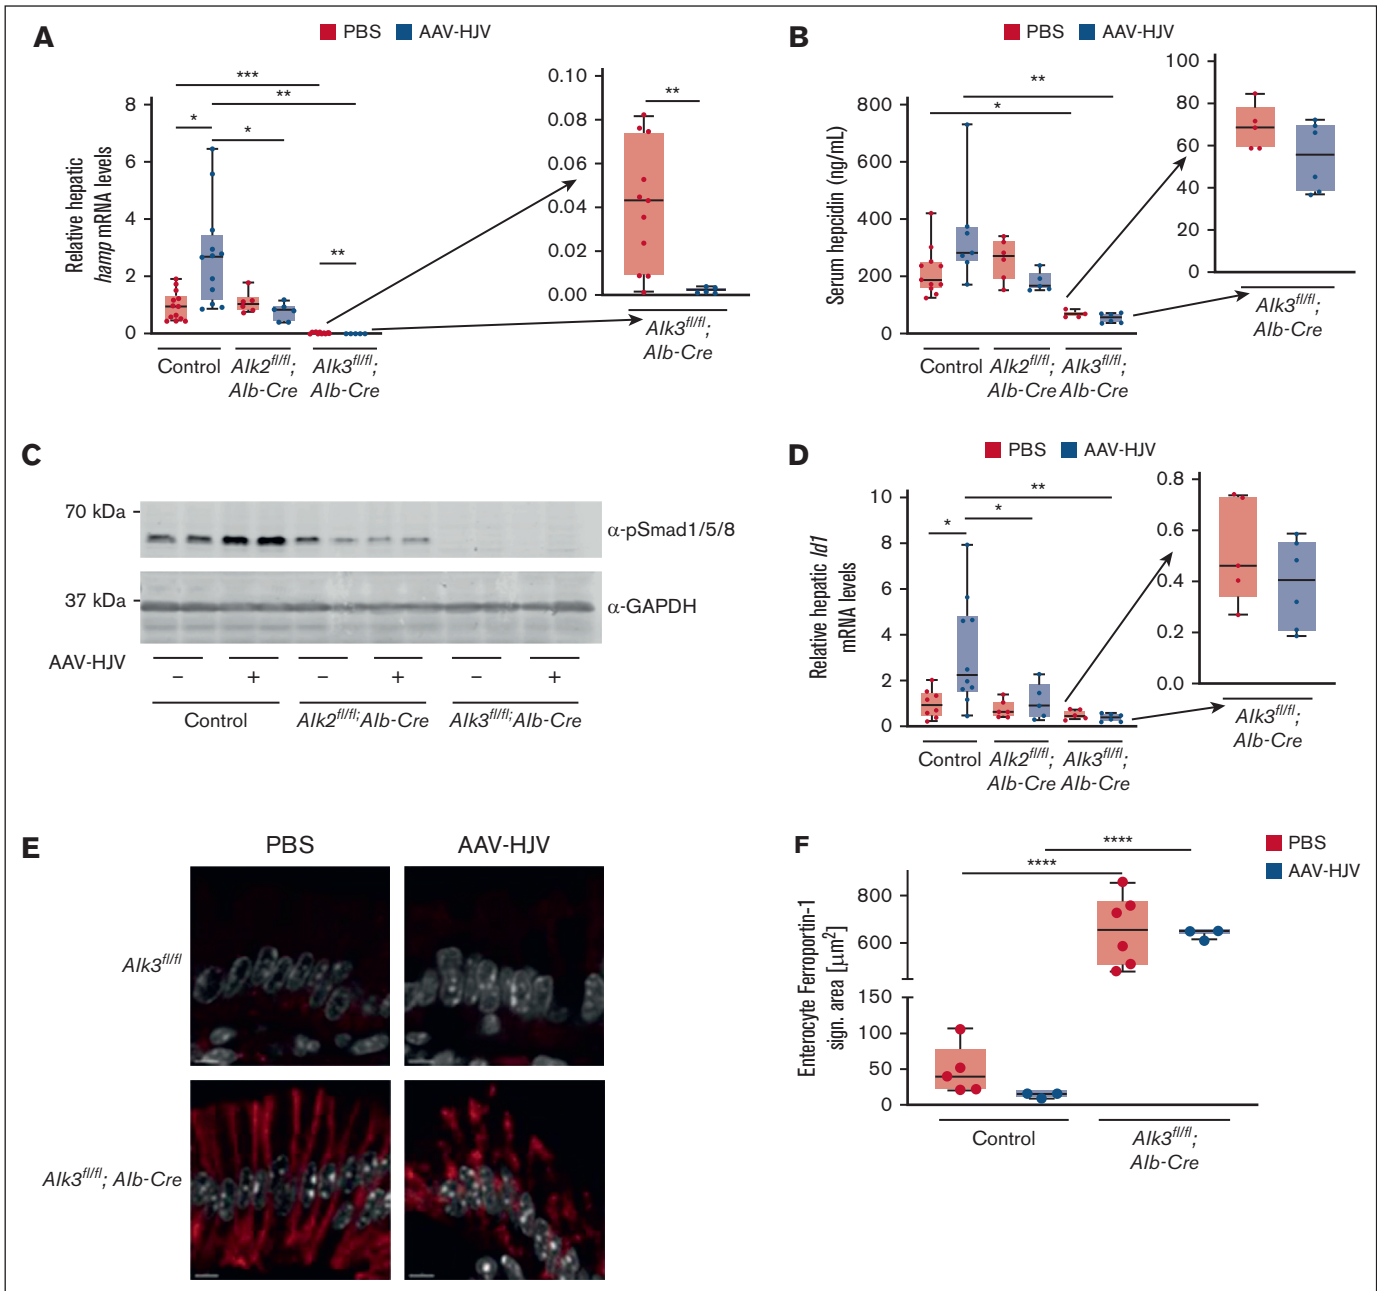 A
PBS AAV-HJV
Relative hepatic
hamp mRNA levels
8
6
4
2
0
***
**
*
*
**
Control
Alk2fl/fl;
Alb-Cre
Alk3fl/fl;
Alb-Cre
0.10
0.08
0.06
0.04
0.02
0.00
**
Alk3fl/fl;
Alb-Cre
B
PBS AAV-HJV
Serum hepcidin (ng/mL)
800
600
400
200
0
**
*
Control
Alk2fl/fl;
Alb-Cre
Alk3fl/fl;
Alb-Cre
100
80
60
40
20
0
Alk3fl/fl;
Alb-Cre
C
70 kDa
α-pSmad1/5/8
37 kDa
α-GAPDH
AAV-HJV
− + − + − +
Control Alk2fl/fl;Alb-Cre Alk3fl/fl;Alb-Cre
D
PBS AAV-HJV
Relative hepatic Id1
mRNA levels
10
8
6
4
2
0
**
*
*
Control
Alk2fl/fl;
Alb-Cre
Alk3fl/fl;
Alb-Cre
0.8
0.6
0.4
0.2
0.0
Alk3fl/fl;
Alb-Cre
E
PBS AAV-HJV
Alk3fl/fl
Alk3fl/fl; Alb-Cre
F
PBS
AAV-HJV
Enterocyte Ferroportin-1
sign. area [μm2]
800
600
150
100
50
0
****
****
Control
Alk3fl/fl;
Alb-Cre